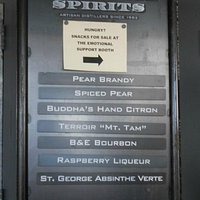 SPIRITS
ARTISAN DISTILLERS SINCE 1982
HUNGRY?
SNACKS FOR SALE AT
THE EMOTIONAL
SUPPORT BOOTH
PEAR BRANDY
SPICED PEAR
BUDDHA'S HAND CITRON
TERROIR "MT. TAM"
B&E BOURBON
RASPBERRY LIQUEUR
ST. GEORGE ABSINTHE VERTE